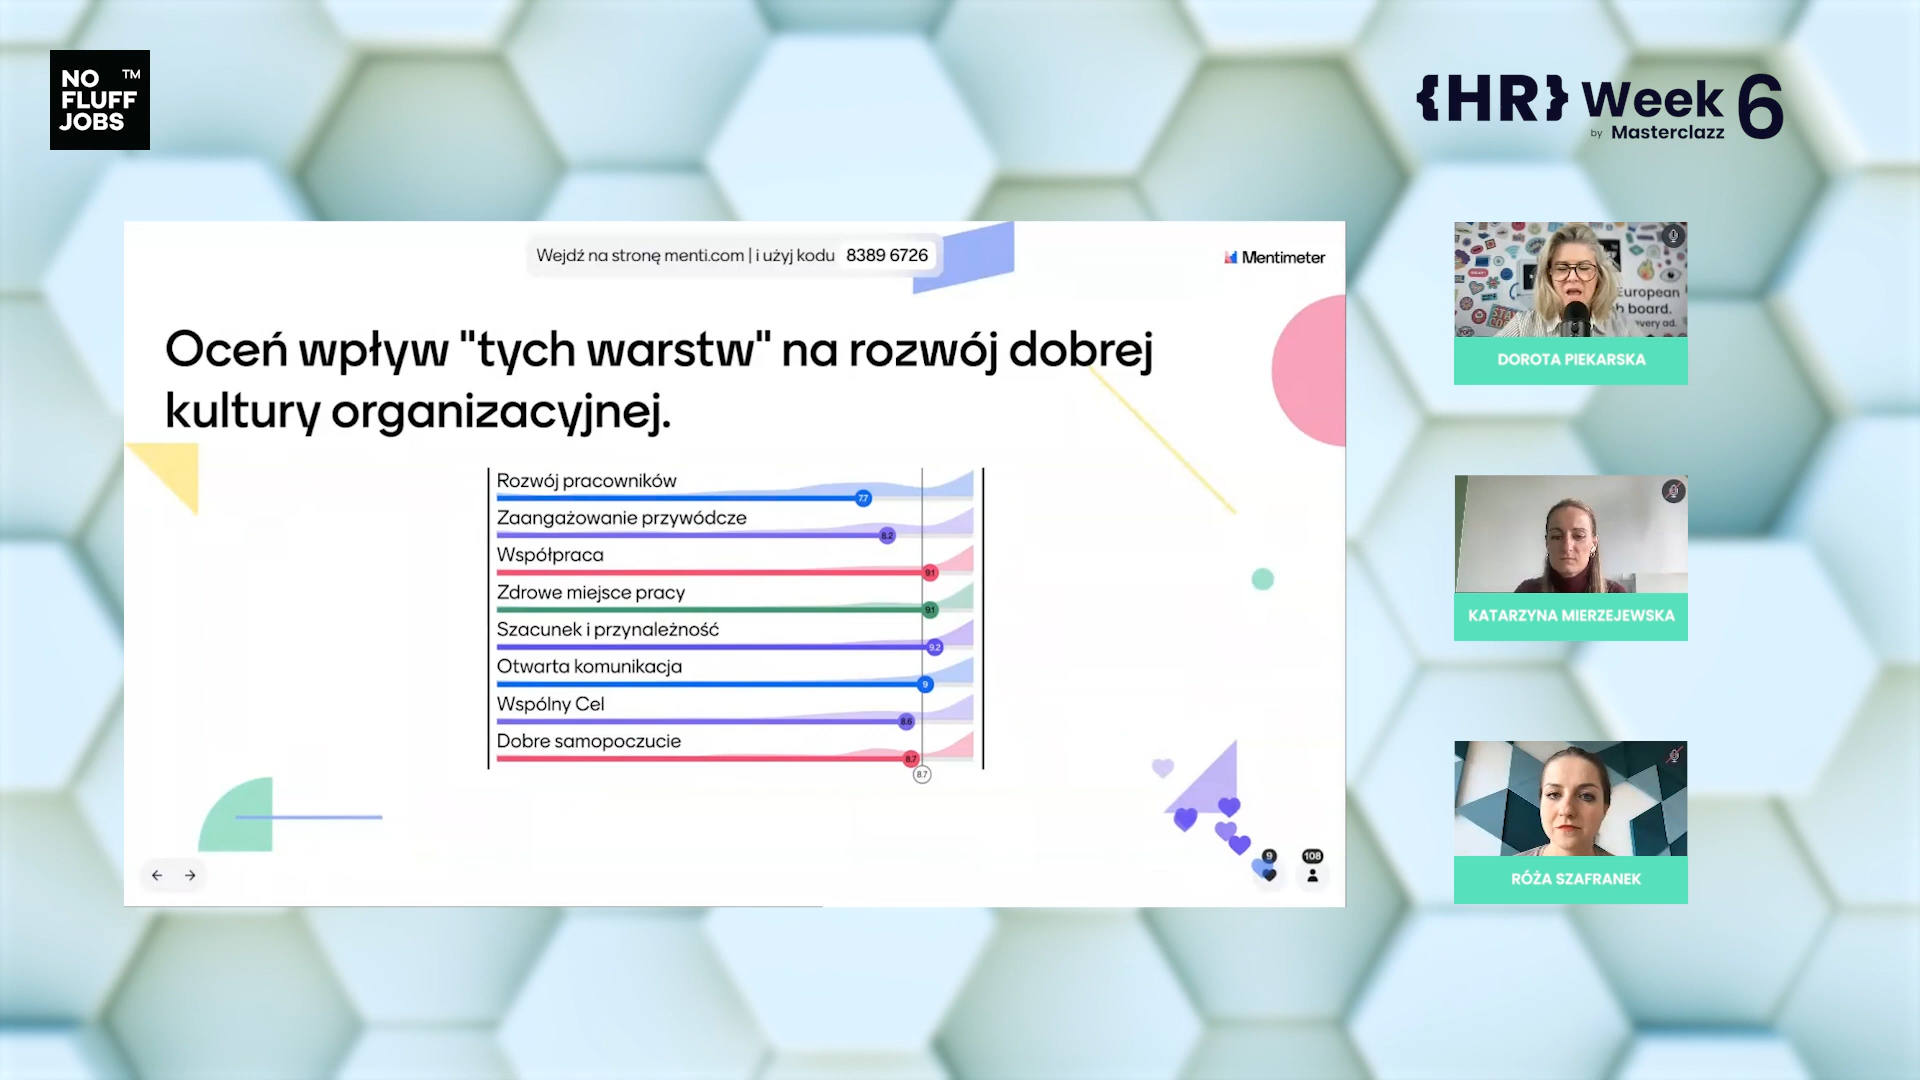 NO ™
FLUFF
JOBS
{HR} Week 6
by Masterclazz
Wejdź na stronę menti.com | i użyj kodu 8389 6726
Mentimeter
Oceń wpływ "tych warstw" na rozwój dobrej
kultury organizacyjnej.
Rozwój pracowników
7.7
Zaangażowanie przywódcze
8.2
Współpraca
9.1
Zdrowe miejsce pracy
9.1
Szacunek i przynależność
9.2
Otwarta komunikacja
9
Wspólny Cel
8.6
Dobre samopoczucie
8.7
8.7
9
108
European
b board.
very ad.
DOROTA PIEKARSKA
KATARZYNA MIERZEJEWSKA
RÓŻA SZAFRANEK